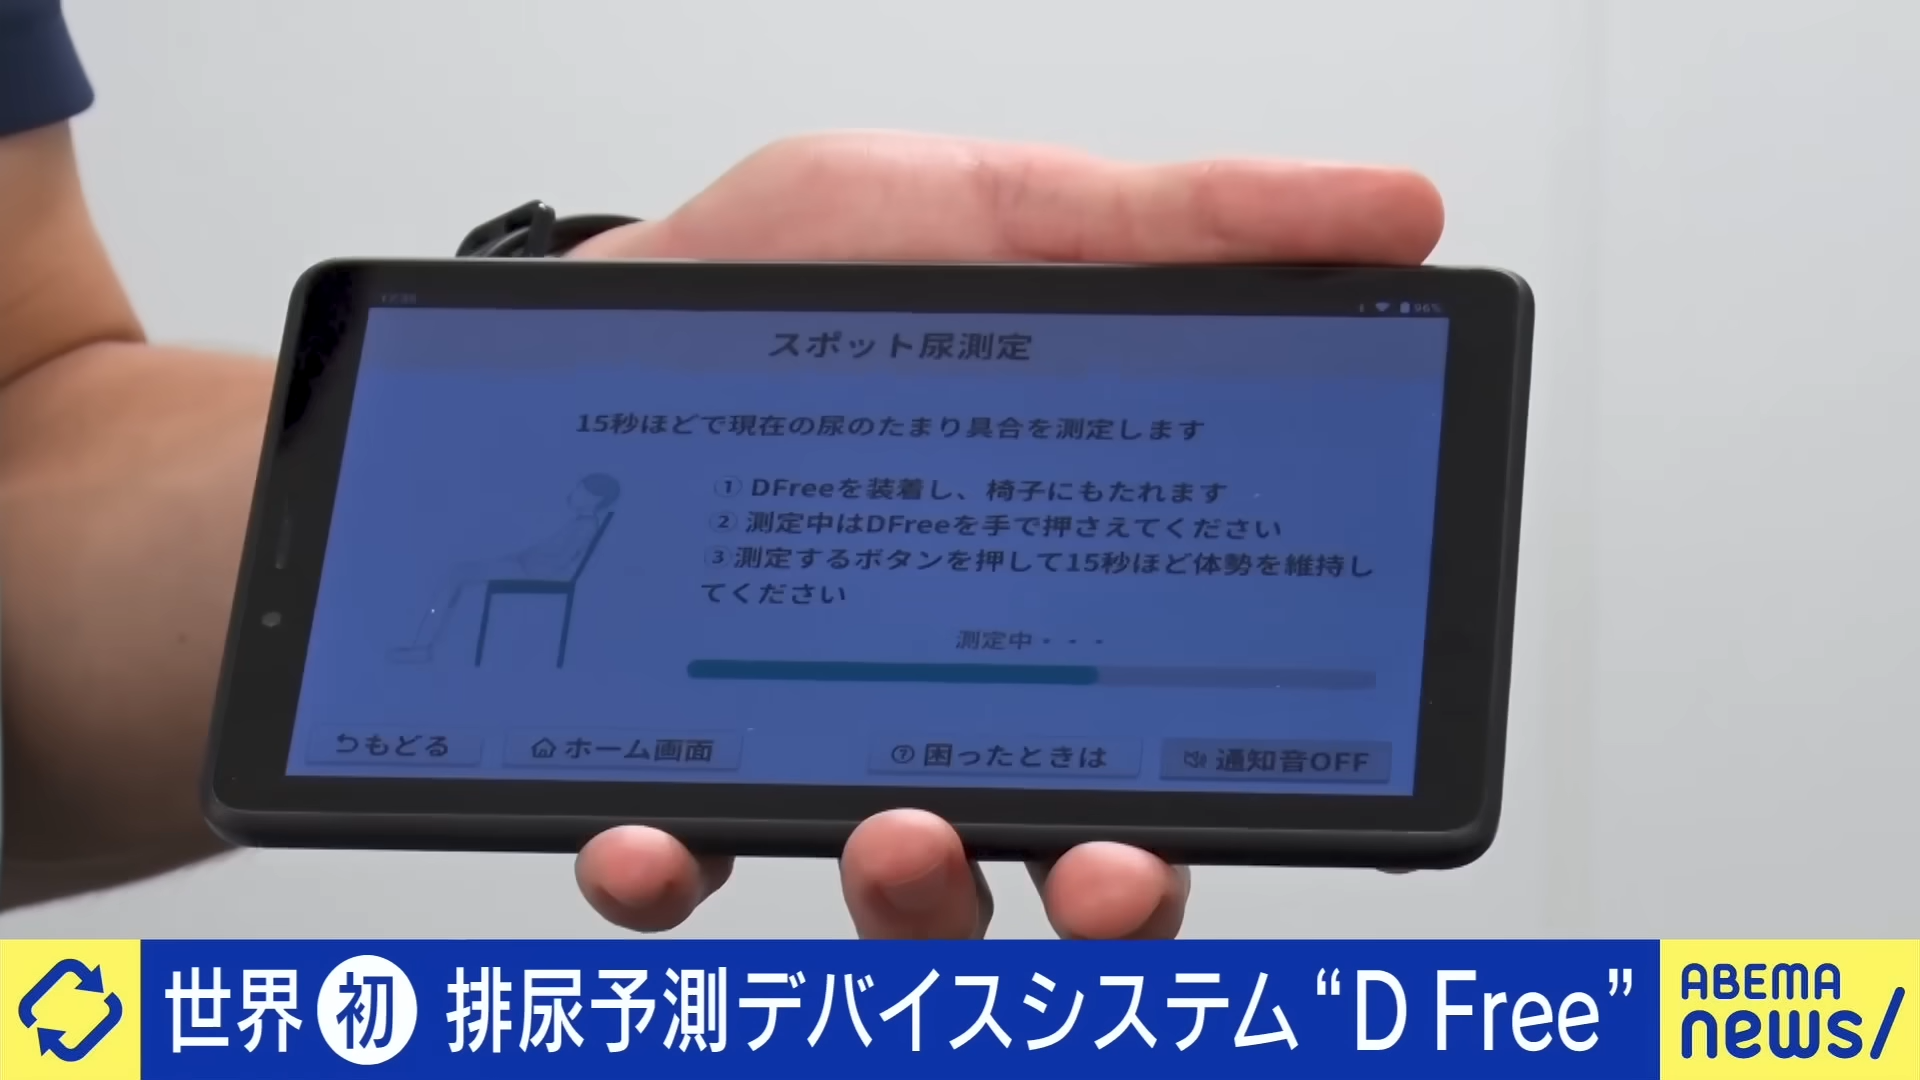 96%
スポット尿測定
15秒ほどで現在の尿のたまり具合を測定します
① DFreeを装着し、椅子にもたれます
② 測定中はDFreeを手で押さえてください
③測定するボタンを押して15秒ほど体勢を維持し
てください
測定中・・・
もどる
ホーム画面
困ったときは
通知音OFF
世界初 排尿予測デバイスシステム“D Free”
ABEMA
news/